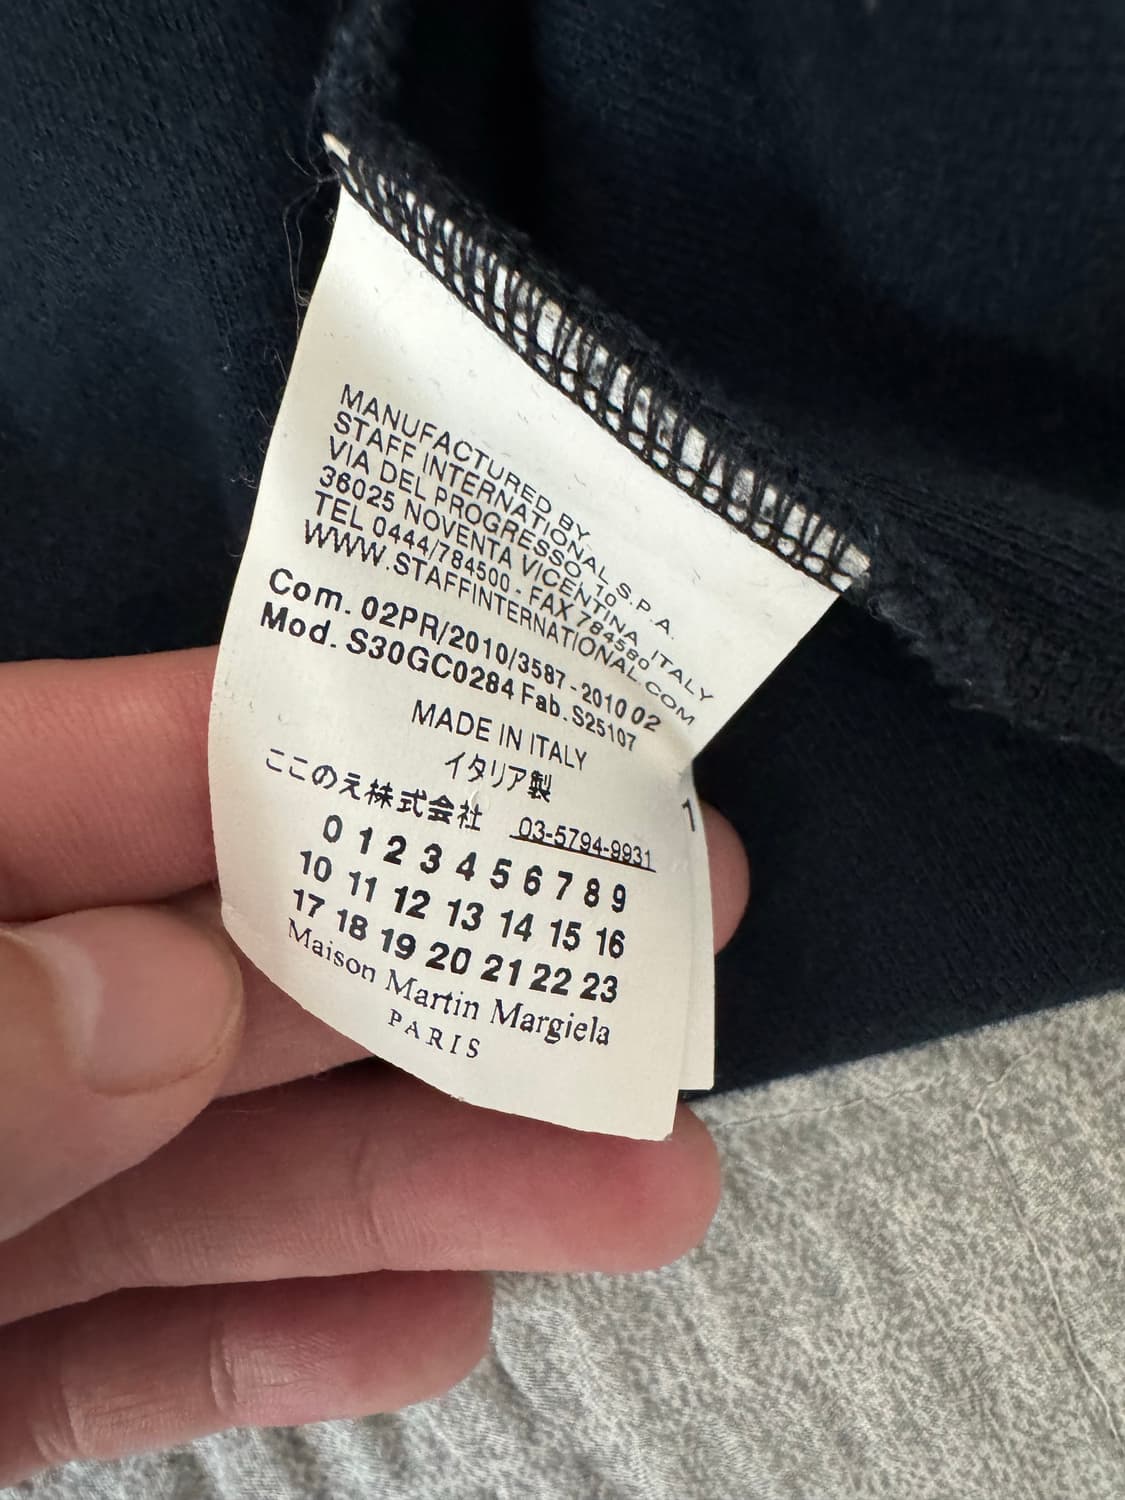 MANUFACTURED BY
STAFF INTERNATIONAL S.P.A.
VIA DEL PROGRESSO, 10
36025 NOVENTA VICENTINA, ITALY
TEL 0444/784500 - FAX 784560
WWW.STAFFINTERNATIONAL.COM
Com. 02PR/2010/3587 - 2010 02
Mod. S30GC0284 Fab. S25107
MADE IN ITALY
イタリア製
ここのえ株式会社 03-5794-9931
0 1 2 3 4 5 6 7 8 9
10 11 12 13 14 15 16
17 18 19 20 21 22 23
Maison Martin Margiela
PARIS
1